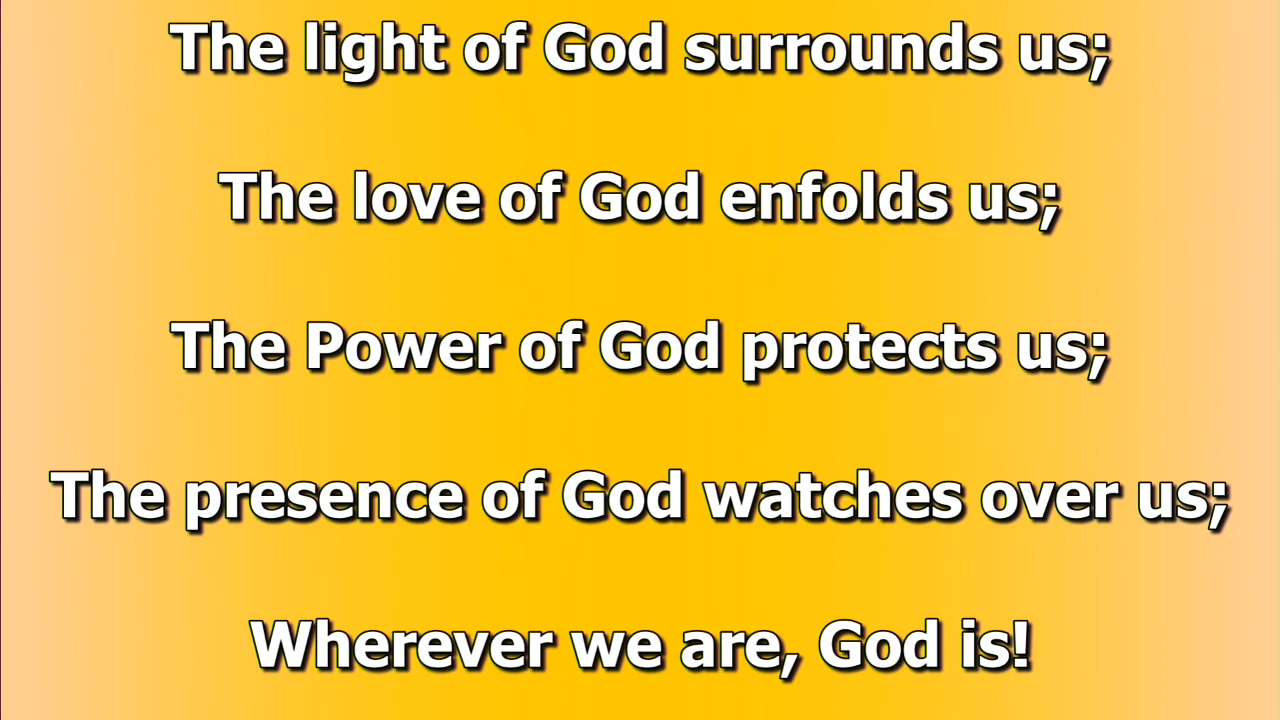 The light of God surrounds us;
The love of God enfolds us;
The Power of God protects us;
The presence of God watches over us;
Wherever we are, God is!